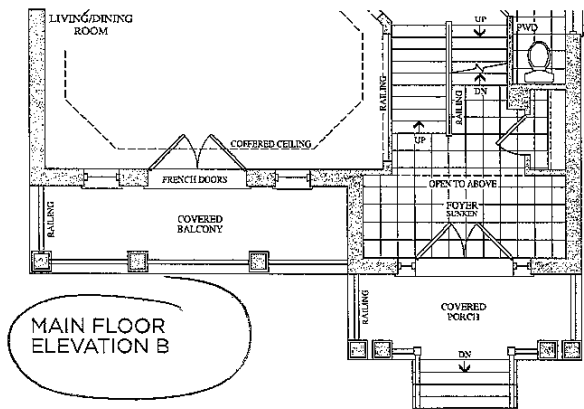 LIVING/DINING
ROOM
UP
PWD
DN
RAILING
RAILING
UP
COFFERED CEILING
FRENCH DOORS
OPEN TO ABOVE
FOYER
SUNKEN
RAILING
COVERED
BALCONY
RAILING
COVERED
PORCH
MAIN FLOOR
ELEVATION B
DN